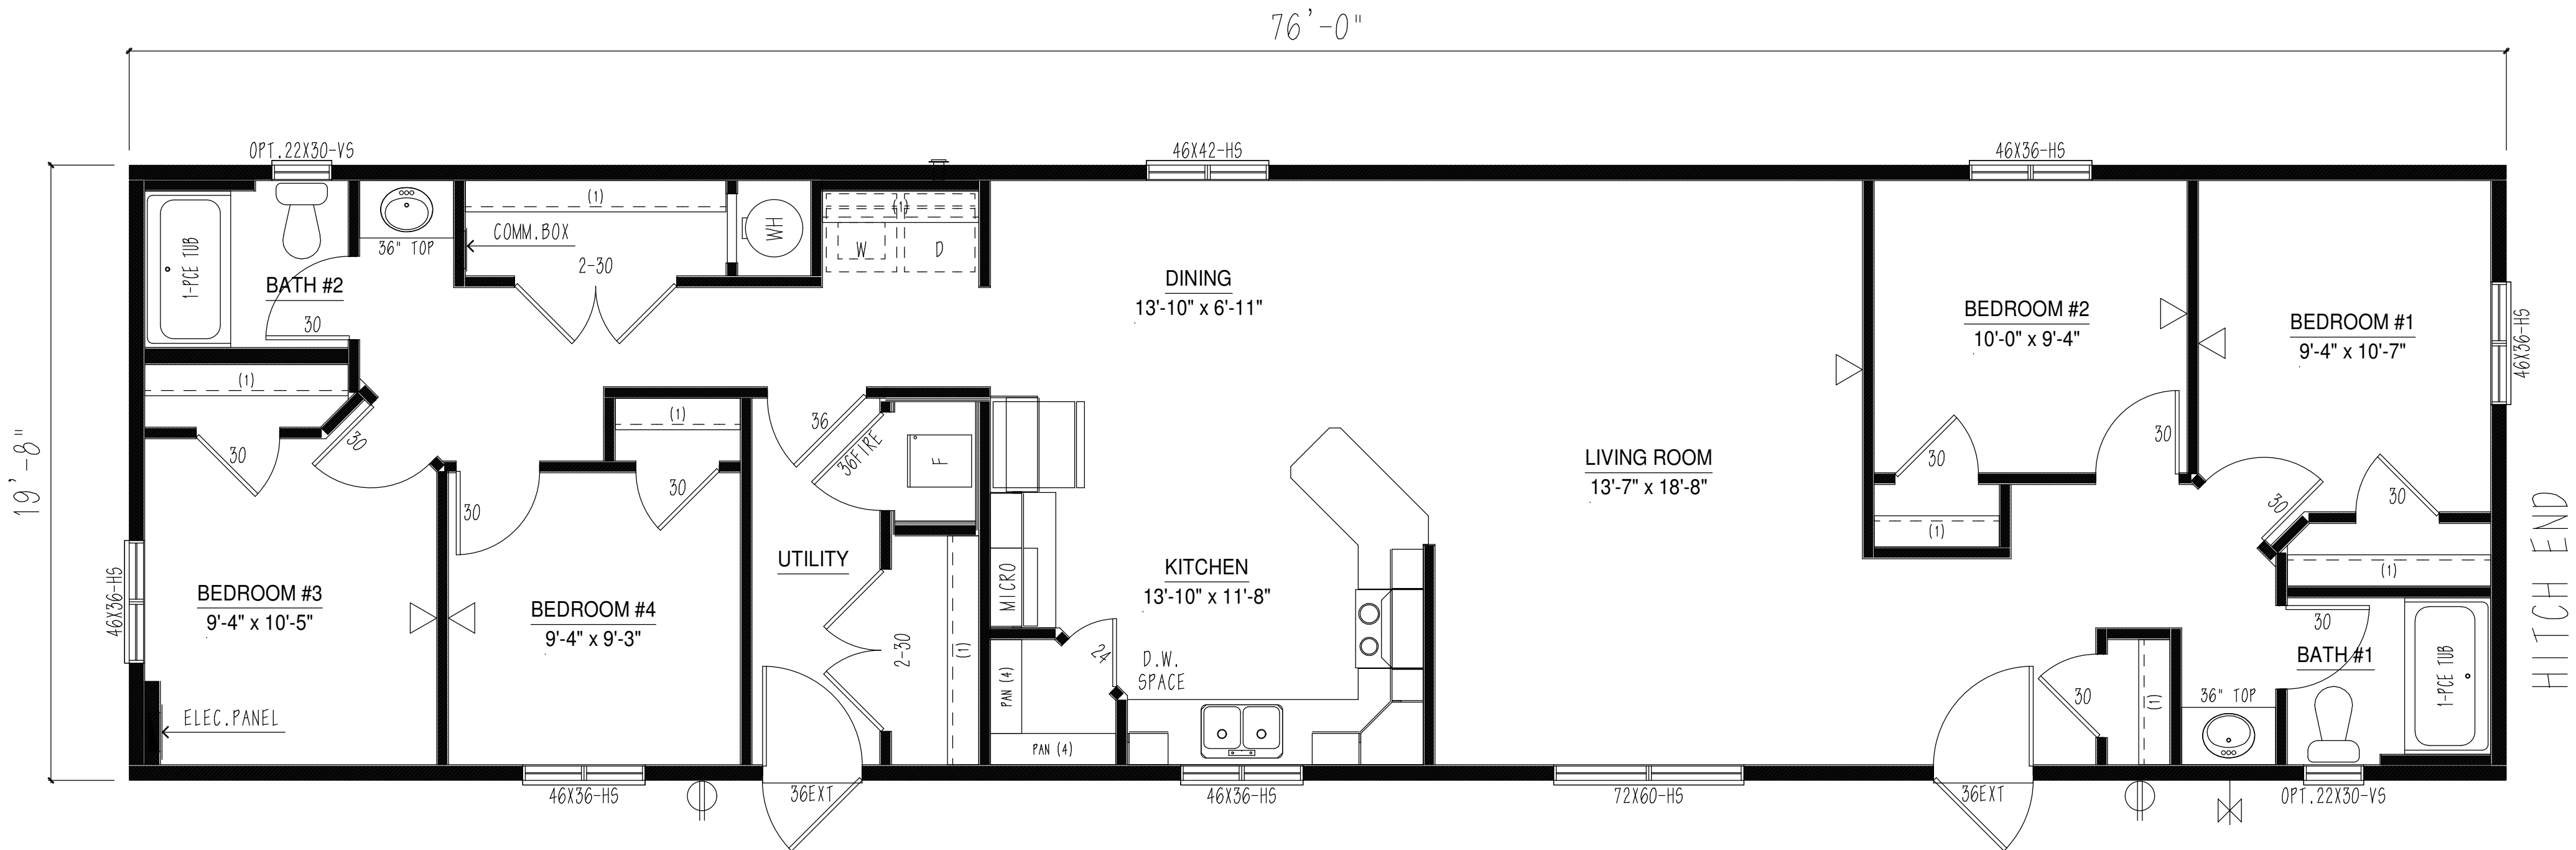 76'-0"
OPT.22X30-VS
46X42-HS
46X36-HS
1-PCE TUB
36" TOP
(1)
COMM.BOX
2-30
WH
(1)
W
D
BATH #2
30
DINING
13'-10" x 6'-11"
BEDROOM #2
10'-0" x 9'-4"
BEDROOM #1
9'-4" x 10'-7"
46X36-HS
19'-8"
(1)
30
30
(1)
30
30
36
36FIRE
F
LIVING ROOM
13'-7" x 18'-8"
30
30
(1)
30
30
(1)
HITCH END
46X36-HS
BEDROOM #3
9'-4" x 10'-5"
BEDROOM #4
9'-4" x 9'-3"
UTILITY
2-30
(1)
MICRO
KITCHEN
13'-10" x 11'-8"
24
D.W.
SPACE
PAN (4)
PAN (4)
ELEC.PANEL
30
BATH #1
1-PCE TUB
30
(1)
36" TOP
46X36-HS
36EXT
46X36-HS
72X60-HS
36EXT
OPT.22X30-VS